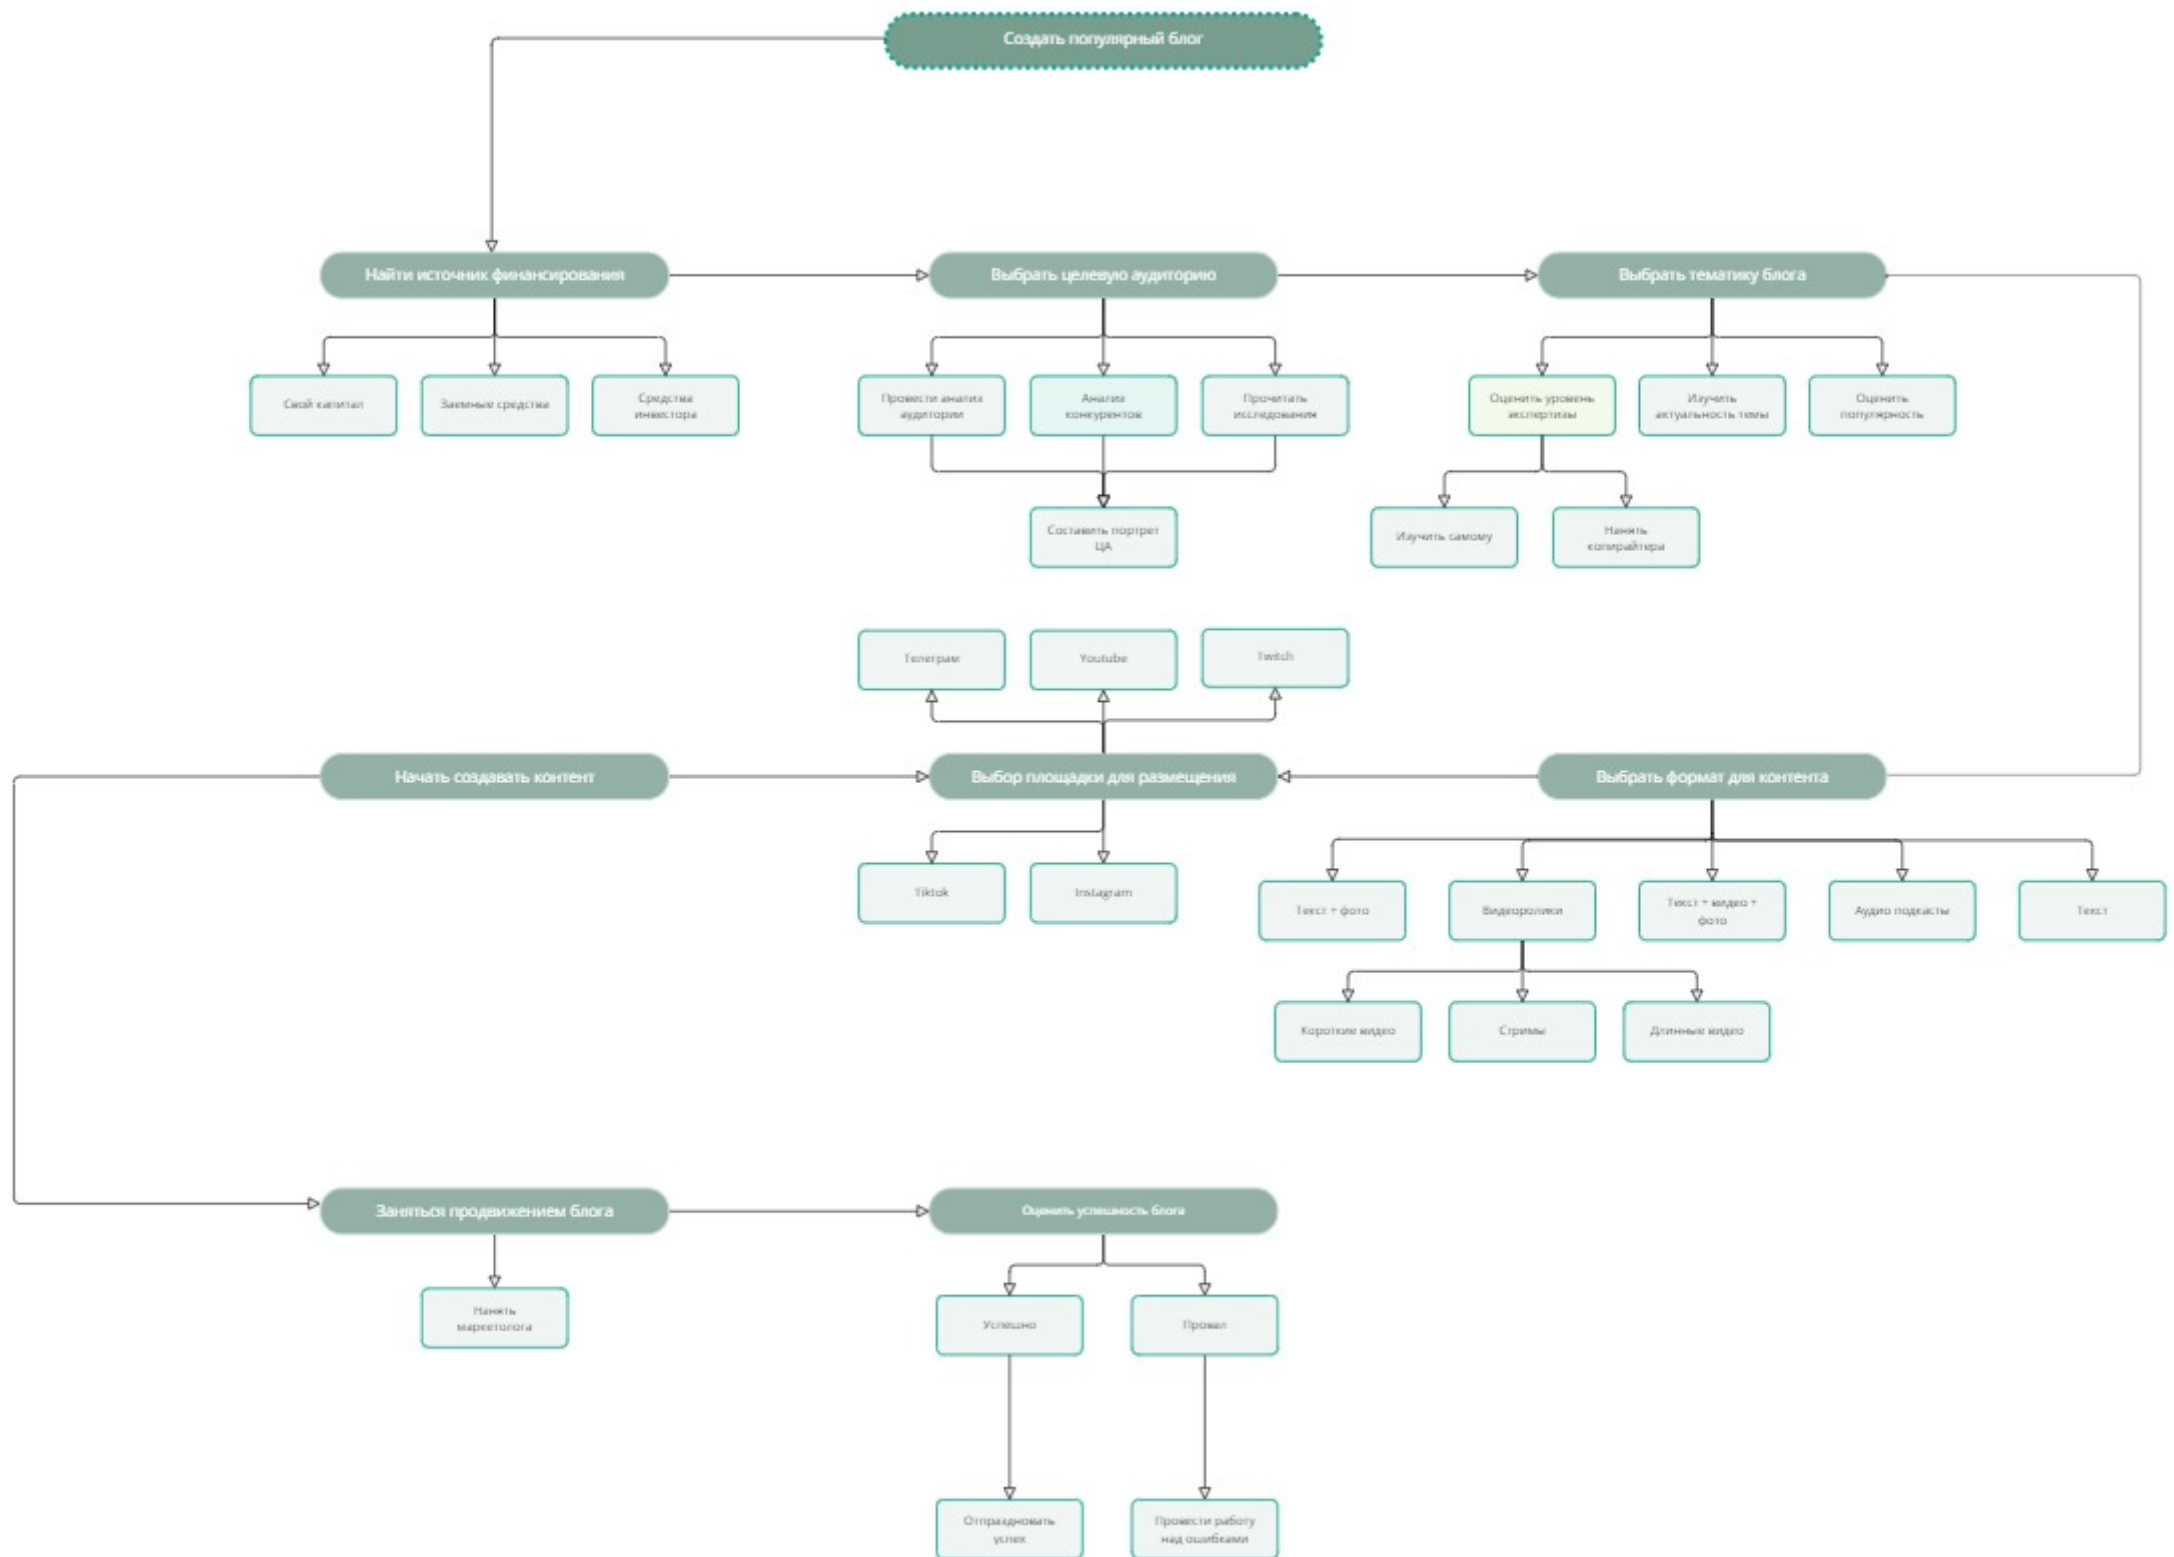 Создать популярный блог
Найти источник финансирования
Выбрать целевую аудиторию
Выбрать тематику блога
Свой капитал
Заемные средства
Средства
инвестора
Провести анализ
аудитории
Анализ
конкурентов
Прочитать
исследования
Оценить уровень
экспертизы
Изучить
актуальность темы
Оценить
популярность
Составить портрет
ЦА
Изучить самому
Нанять
копирайтера
Телеграм
Youtube
Twitch
Начать создавать контент
Выбор площадки для размещения
Выбрать формат для контента
Tiktok
Instagram
Текст + фото
Видеоролики
Текст + видео +
фото
Аудио подкасты
Текст
Короткие видео
Стримы
Длинные видео
Заняться продвижением блога
Оценить успешность блога
Нанять
маркетолога
Успешно
Провал
Отпраздновать
успех
Провести работу
над ошибками